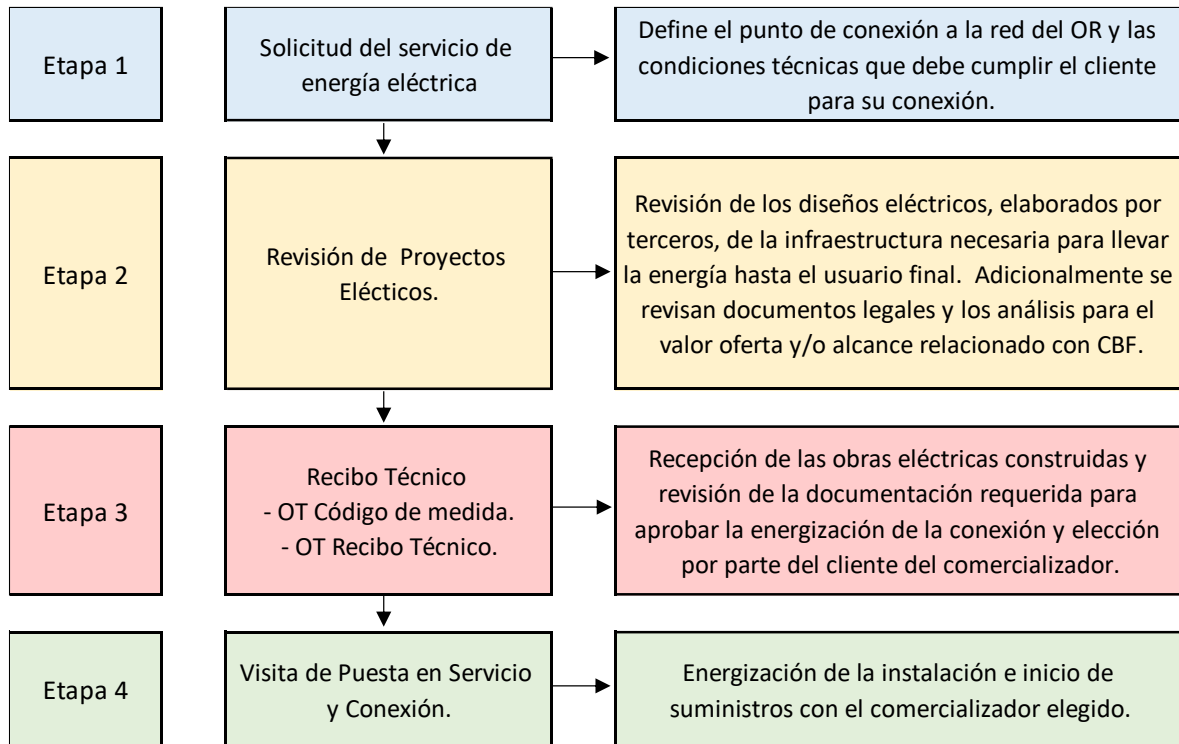 Etapa 1
Solicitud del servicio de
energía eléctrica
Define el punto de conexión a la red del OR y las
condiciones técnicas que debe cumplir el cliente
para su conexión.
Etapa 2
Revisión de Proyectos
Elécticos.
Revisión de los diseños eléctricos, elaborados por
terceros, de la infraestructura necesaria para llevar
la energía hasta el usuario final. Adicionalmente se
revisan documentos legales y los análisis para el
valor oferta y/o alcance relacionado con CBF.
Etapa 3
Recibo Técnico
- OT Código de medida.
- OT Recibo Técnico.
Recepción de las obras eléctricas construidas y
revisión de la documentación requerida para
aprobar la energización de la conexión y elección
por parte del cliente del comercializador.
Etapa 4
Visita de Puesta en Servicio
y Conexión.
Energización de la instalación e inicio de
suministros con el comercializador elegido.